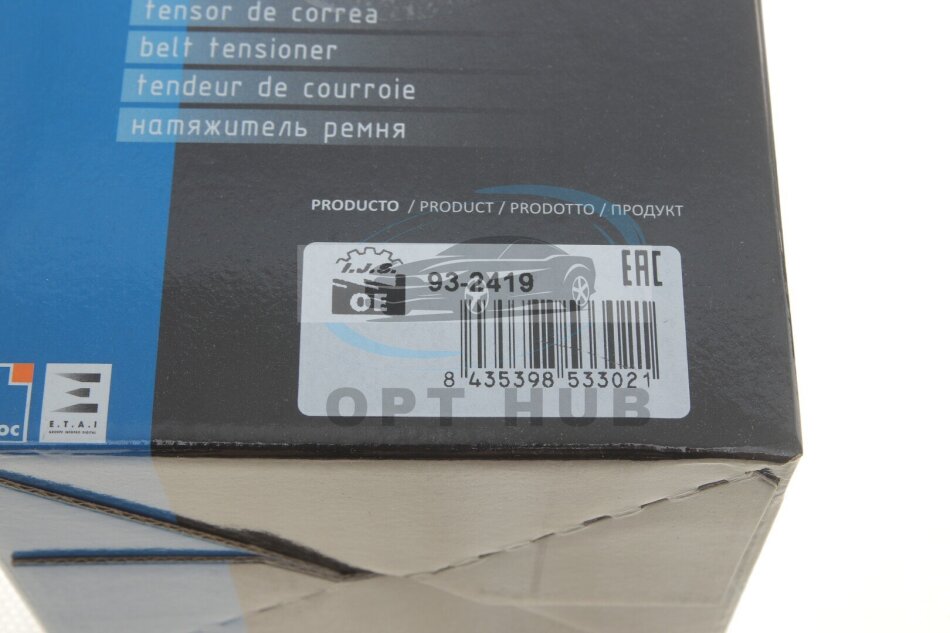 tensor de correa
belt tensioner
tendeur de courroie
натяжитель ремня
PRODUCTO / PRODUCT / PRODOTTO / ПРОДУКТ
I.J.S.
OE
93-2419
EAC
8 435398 533021
OPT HUB
OC
E.T.A.I